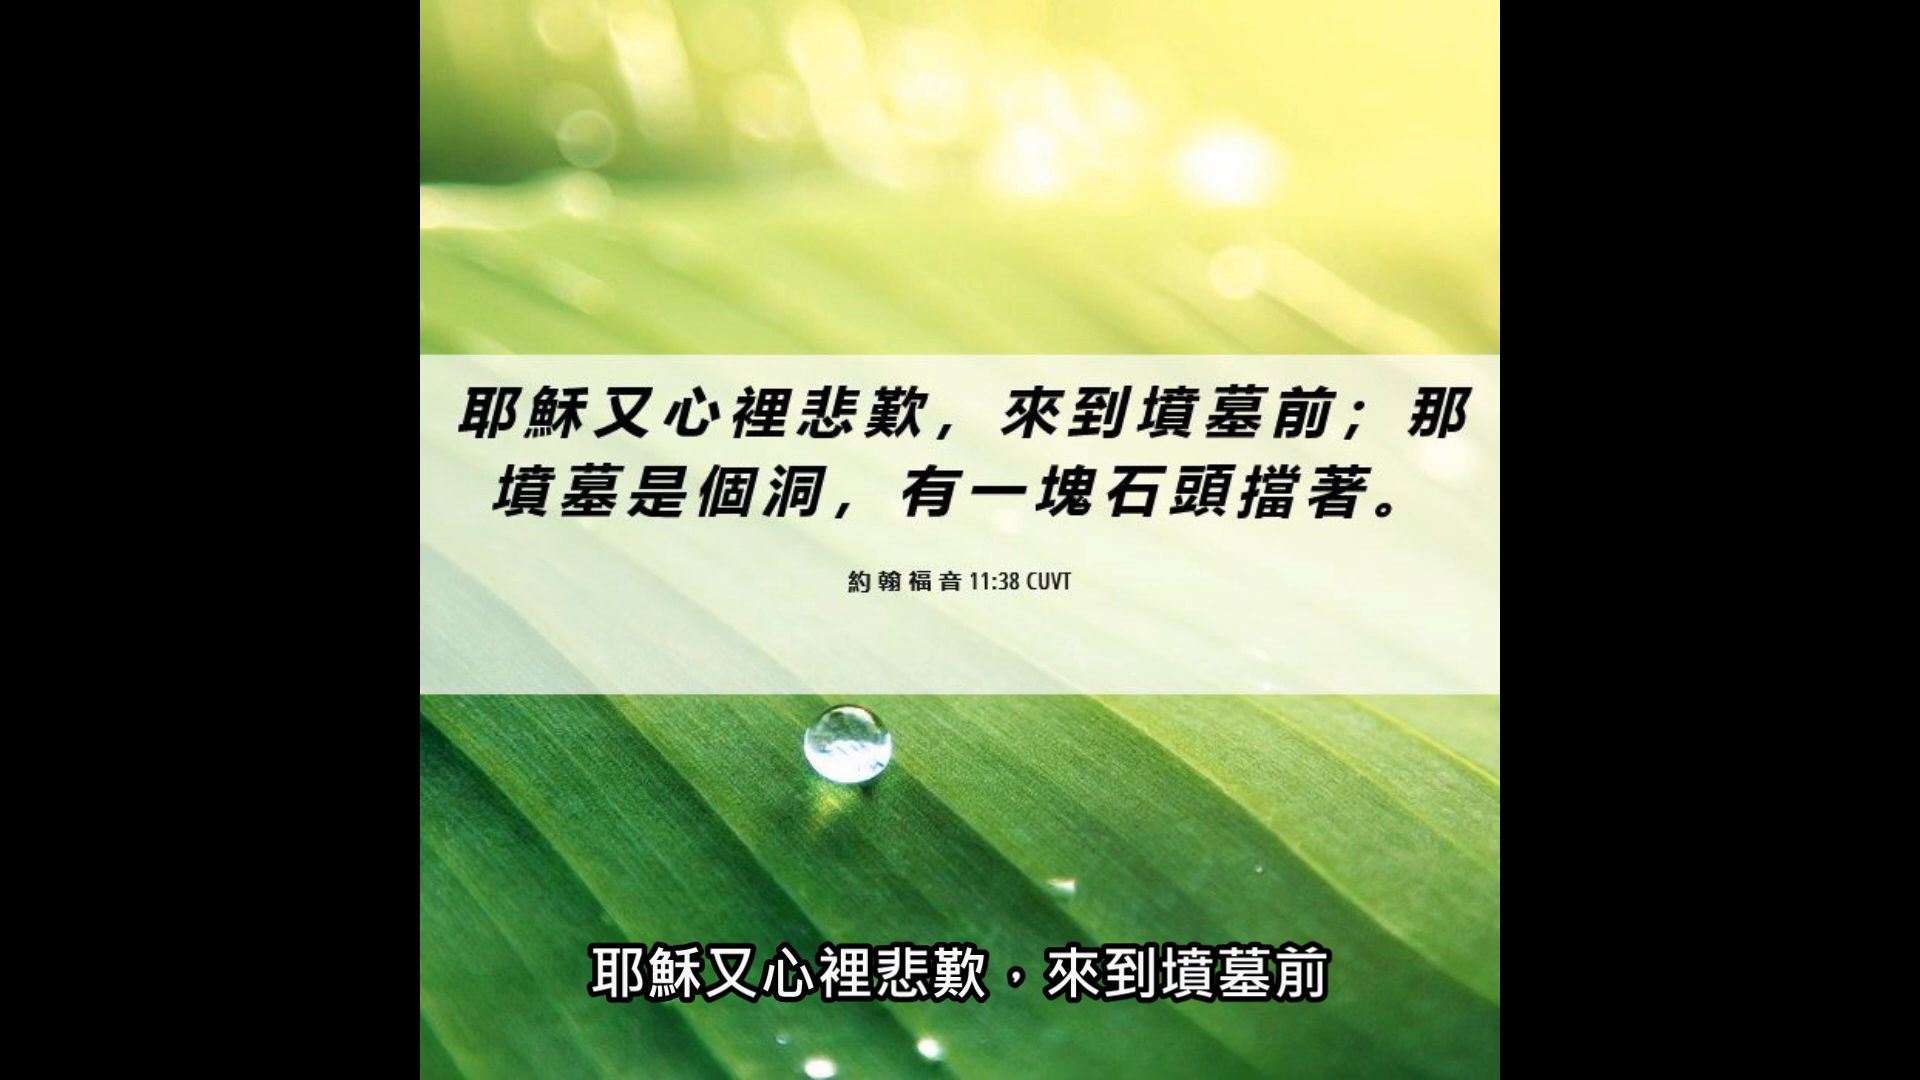 耶穌又心裡悲歎，來到墳墓前；那
墳墓是個洞，有一塊石頭擋著。
約翰福音 11:38 CUVT
耶穌又心裡悲歎，來到墳墓前